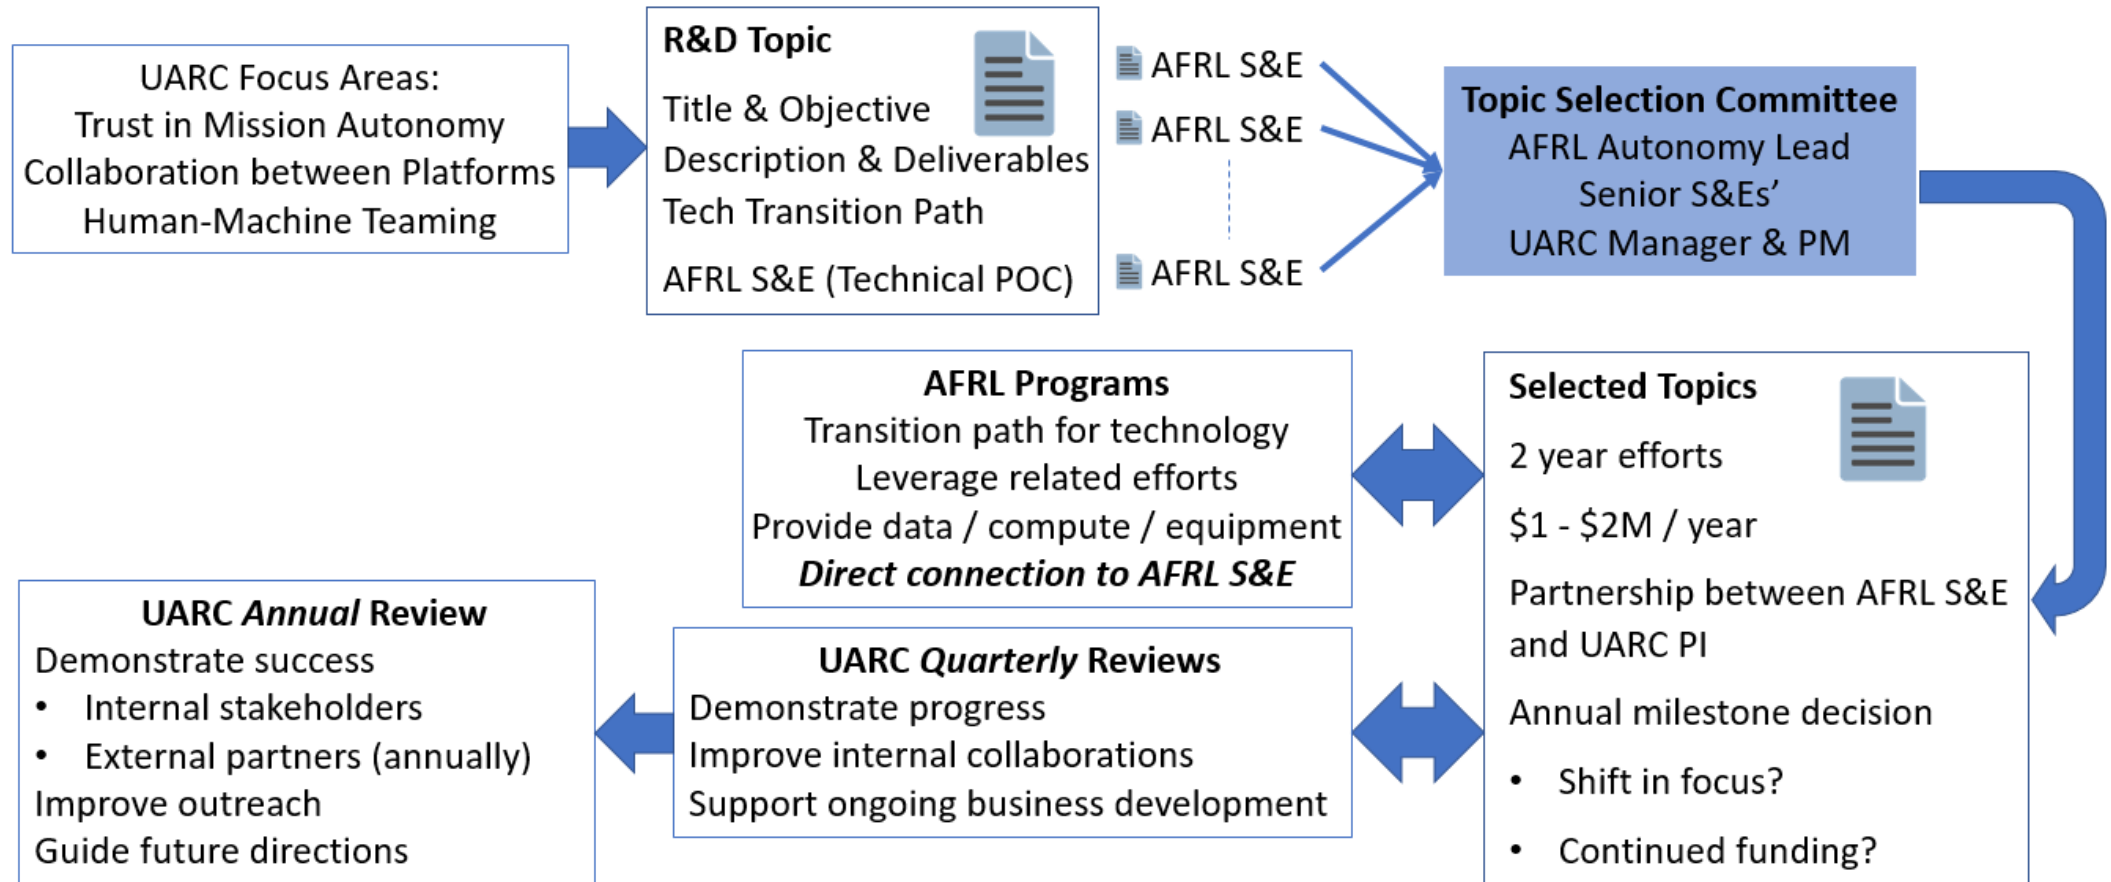 UARC Focus Areas:
Trust in Mission Autonomy
Collaboration between Platforms
Human-Machine Teaming
R&D Topic
Title & Objective
Description & Deliverables
Tech Transition Path
AFRL S&E (Technical POC)
AFRL S&E
AFRL S&E
AFRL S&E
Topic Selection Committee
AFRL Autonomy Lead
Senior S&Es’
UARC Manager & PM
AFRL Programs
Transition path for technology
Leverage related efforts
Provide data / compute / equipment
Direct connection to AFRL S&E
Selected Topics
2 year efforts
$1 - $2M / year
Partnership between AFRL S&E
and UARC PI
Annual milestone decision
• Shift in focus?
• Continued funding?
UARC Quarterly Reviews
Demonstrate progress
Improve internal collaborations
Support ongoing business development
UARC Annual Review
Demonstrate success
• Internal stakeholders
• External partners (annually)
Improve outreach
Guide future directions